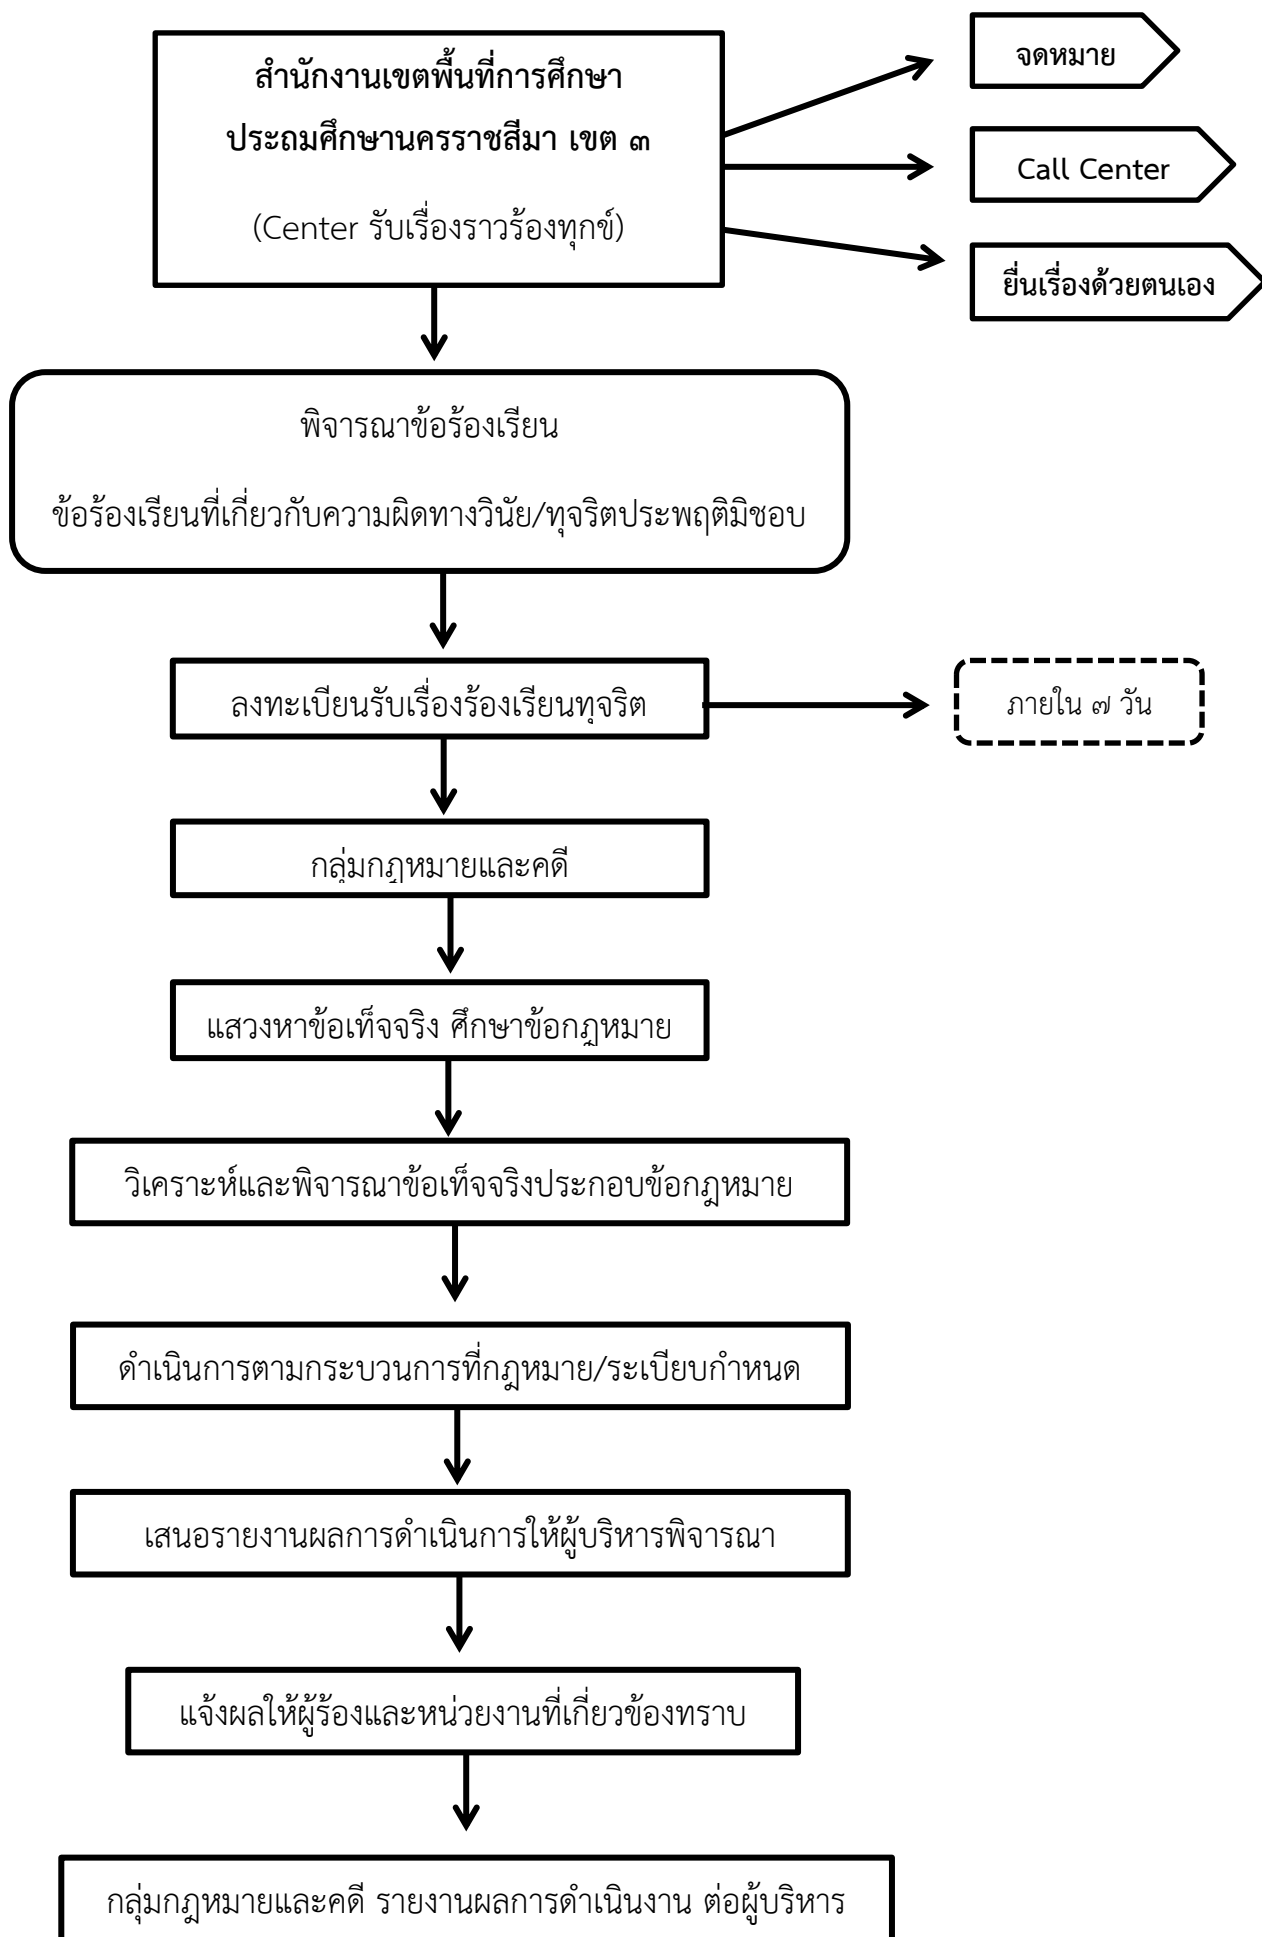 สำนักงานเขตพื้นที่การศึกษา
ประถมศึกษานครราชสีมา เขต ๓
(Center รับเรื่องราวร้องทุกข์)
จดหมาย
Call Center
ยื่นเรื่องด้วยตนเอง
พิจารณาข้อร้องเรียน
ข้อร้องเรียนที่เกี่ยวกับความผิดทางวินัย/ทุจริตประพฤติมิชอบ
ลงทะเบียนรับเรื่องร้องเรียนทุจริต
ภายใน ๗ วัน
กลุ่มกฎหมายและคดี
แสวงหาข้อเท็จจริง ศึกษาข้อกฎหมาย
วิเคราะห์และพิจารณาข้อเท็จจริงประกอบข้อกฎหมาย
ดำเนินการตามกระบวนการที่กฎหมาย/ระเบียบกำหนด
เสนอรายงานผลการดำเนินการให้ผู้บริหารพิจารณา
แจ้งผลให้ผู้ร้องและหน่วยงานที่เกี่ยวข้องทราบ
กลุ่มกฎหมายและคดี รายงานผลการดำเนินงาน ต่อผู้บริหาร